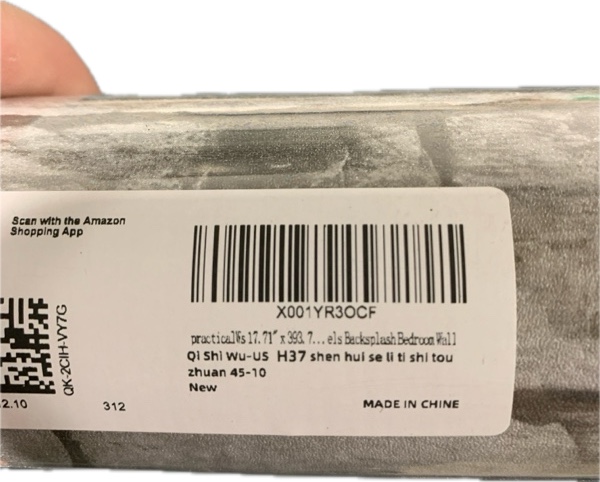 Scan with the Amazon
Shopping App
QK-2CIH-VY7G
2.10
312
X001YR3OCF
practicalWs 17.71" x 393.7...els Backsplash Bedroom Wall
Qi Shi Wu-US H37 shen hui se li ti shi tou
zhuan 45-10
New
MADE IN CHINE